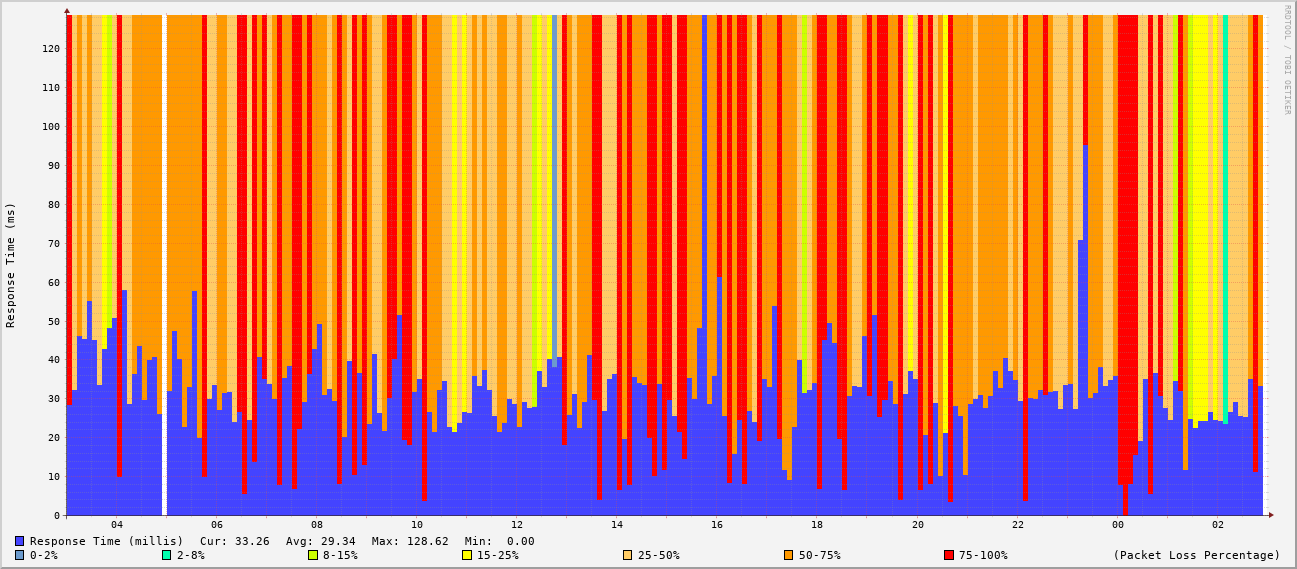 RRDTOOL / TOBI OETIKER
Response Time (ms)
120
110
100
90
80
70
60
50
40
30
20
10
0
04 06 08 10 12 14 16 18 20 22 00 02
Response Time (millis) Cur: 33.26 Avg: 29.34 Max: 128.62 Min: 0.00
0-2% 2-8% 8-15% 15-25% 25-50% 50-75% 75-100% (Packet Loss Percentage)